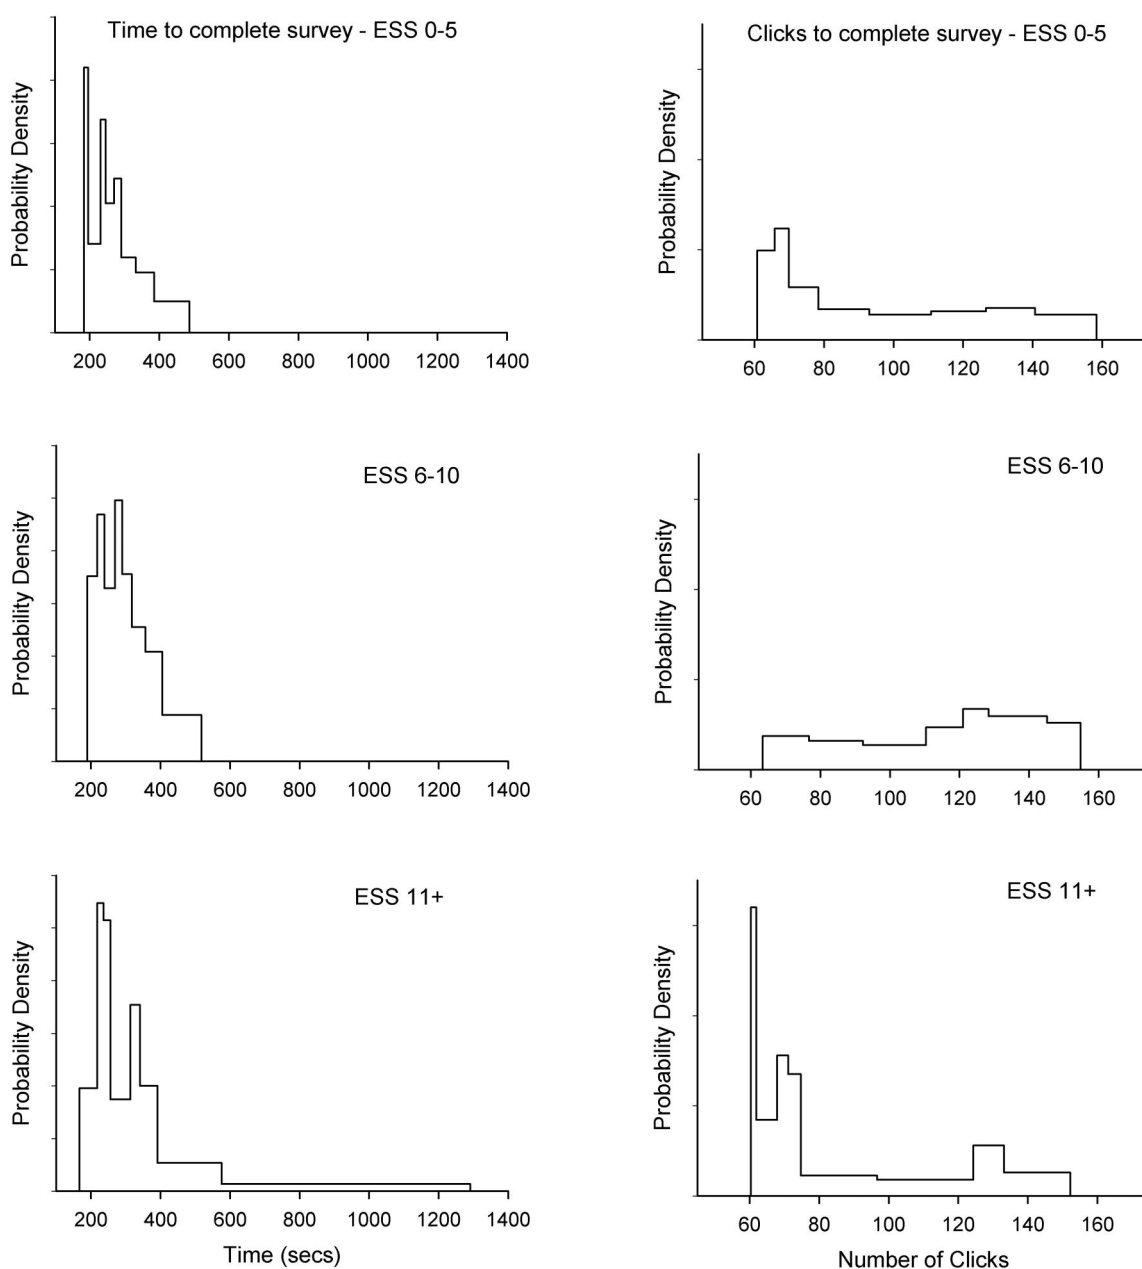 Time to complete survey - ESS 0-5
Clicks to complete survey - ESS 0-5
Probability Density
Probability Density
200 400 600 800 1000 1200 1400
60 80 100 120 140 160
ESS 6-10
ESS 6-10
Probability Density
Probability Density
200 400 600 800 1000 1200 1400
60 80 100 120 140 160
ESS 11+
ESS 11+
Probability Density
Probability Density
200 400 600 800 1000 1200 1400
60 80 100 120 140 160
Time (secs)
Number of Clicks